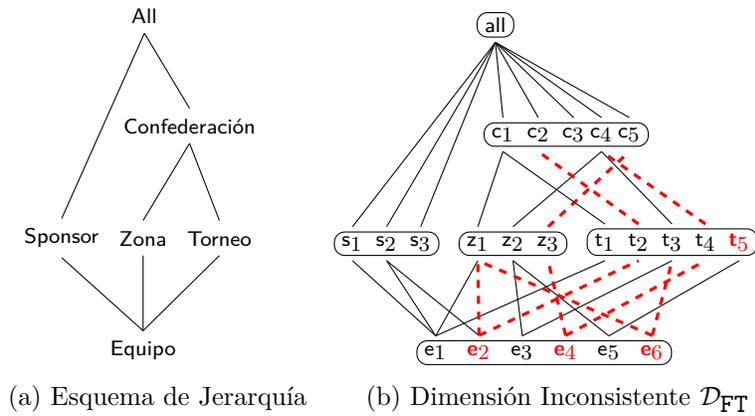 All
Confederación
Sponsor Zona Torneo
Equipo
(a) Esquema de Jerarquía
all
c1 c2 c3 c4 c5
s1 s2 s3 z1 z2 z3 t1 t2 t3 t4 t5
e1 e2 e3 e4 e5 e6
(b) Dimensión Inconsistente DFT